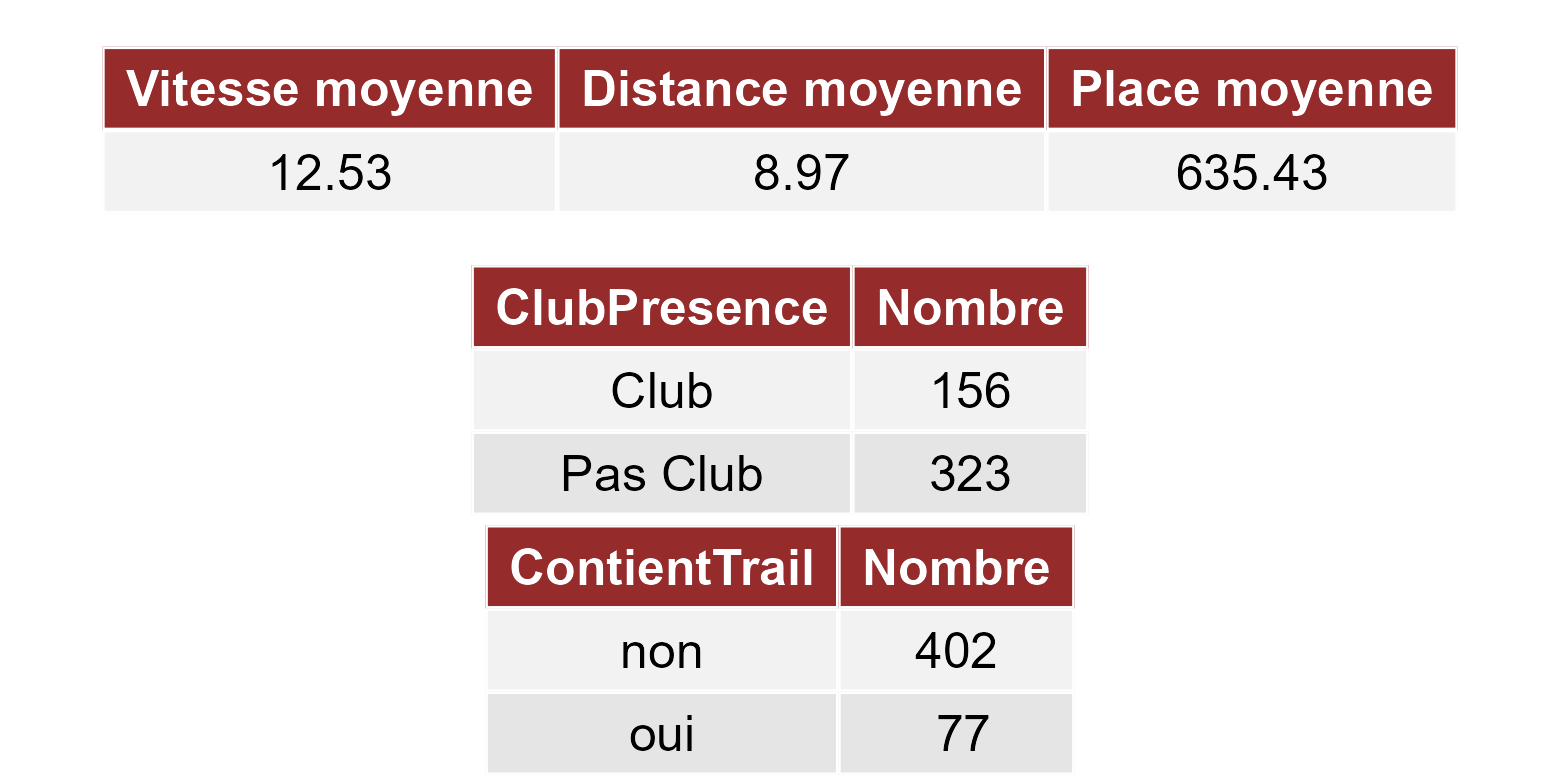 Vitesse moyenne Distance moyenne Place moyenne
12.53 8.97 635.43
ClubPresence Nombre
Club 156
Pas Club 323
ContientTrail Nombre
non 402
oui 77